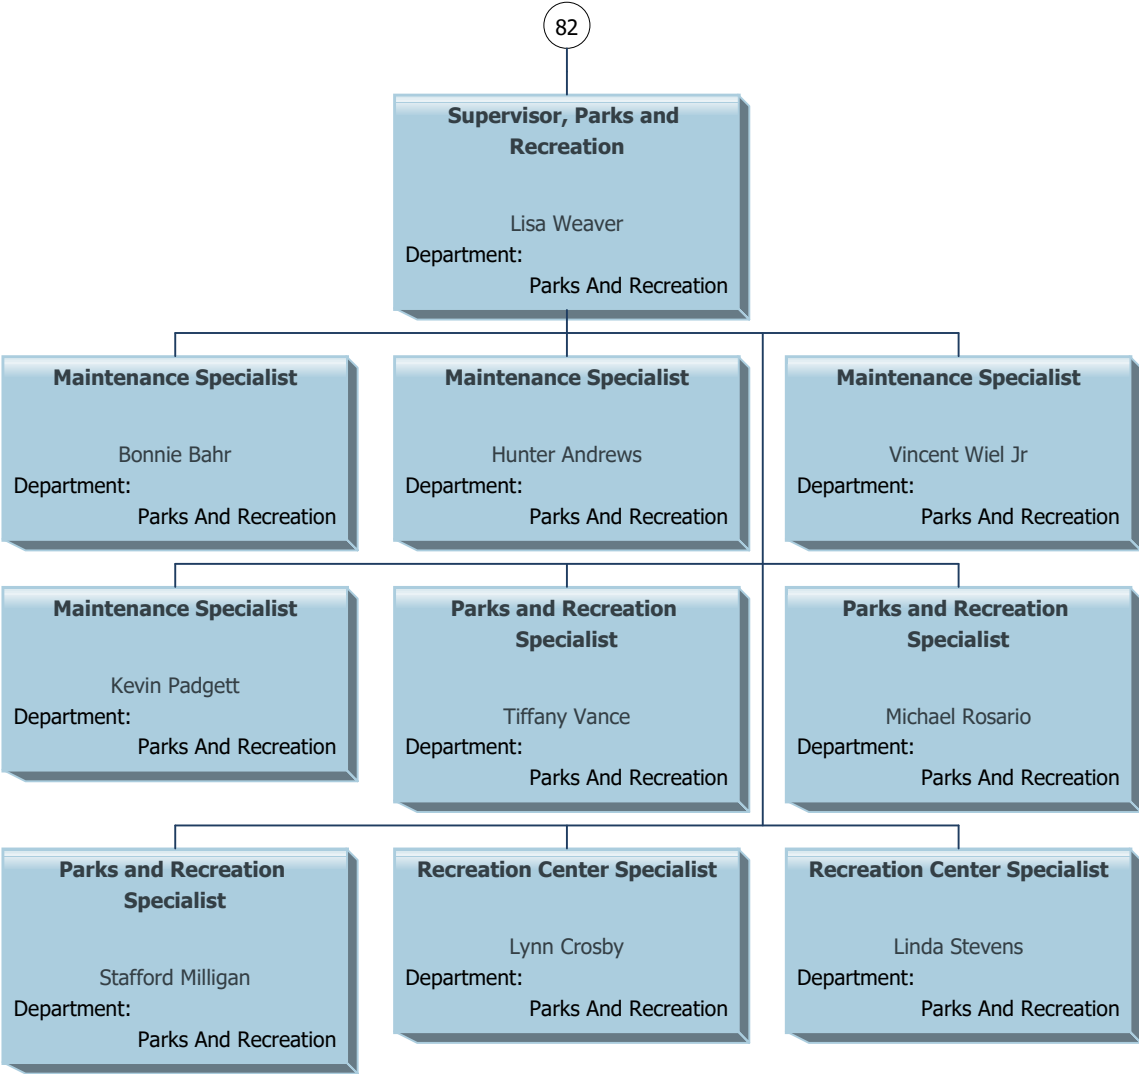 82
Supervisor, Parks and
Recreation
Lisa Weaver
Department:
Parks And Recreation
Maintenance Specialist
Bonnie Bahr
Department:
Parks And Recreation
Maintenance Specialist
Hunter Andrews
Department:
Parks And Recreation
Maintenance Specialist
Vincent Wiel Jr
Department:
Parks And Recreation
Maintenance Specialist
Kevin Padgett
Department:
Parks And Recreation
Parks and Recreation
Specialist
Tiffany Vance
Department:
Parks And Recreation
Parks and Recreation
Specialist
Michael Rosario
Department:
Parks And Recreation
Parks and Recreation
Specialist
Stafford Milligan
Department:
Parks And Recreation
Recreation Center Specialist
Lynn Crosby
Department:
Parks And Recreation
Recreation Center Specialist
Linda Stevens
Department:
Parks And Recreation